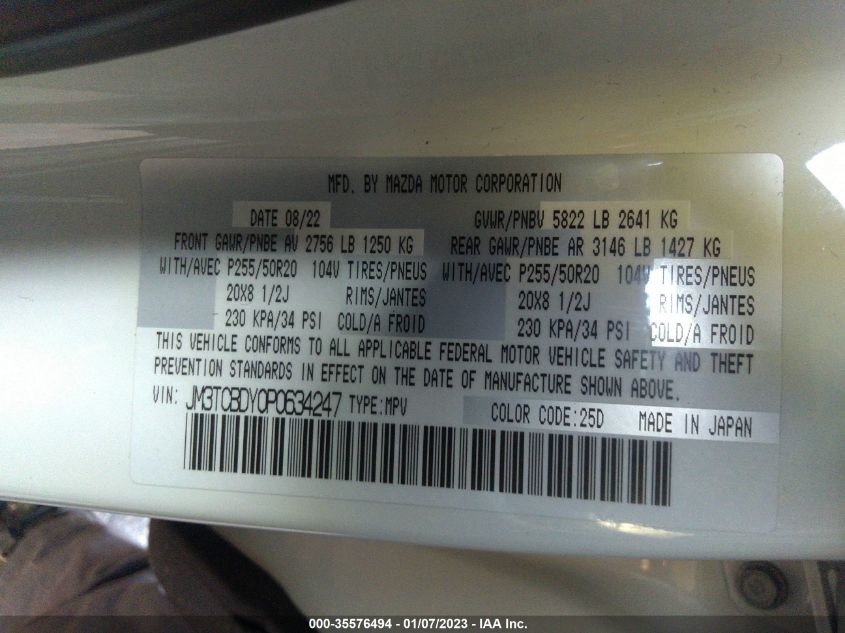 MFD. BY MAZDA MOTOR CORPORATION
DATE 08/22 GVWR/PNBV 5822 LB 2641 KG
FRONT GAWR/PNBE AV 2756 LB 1250 KG REAR GAWR/PNBE AR 3146 LB 1427 KG
WITH/AVEC P255/50R20 104V TIRES/PNEUS WITH/AVEC P255/50R20 104V TIRES/PNEUS
20X8 1/2J RIMS/JANTES 20X8 1/2J RIMS/JANTES
230 KPA/34 PSI COLD/A FROID 230 KPA/34 PSI COLD/A FROID
THIS VEHICLE CONFORMS TO ALL APPLICABLE FEDERAL MOTOR VEHICLE SAFETY AND THEFT
PREVENTION STANDARDS IN EFFECT ON THE DATE OF MANUFACTURE SHOWN ABOVE.
VIN: JM3TCBDY0P0634247 TYPE:MPV COLOR CODE:25D MADE IN JAPAN
000-35576494 - 01/07/2023 - IAA Inc.